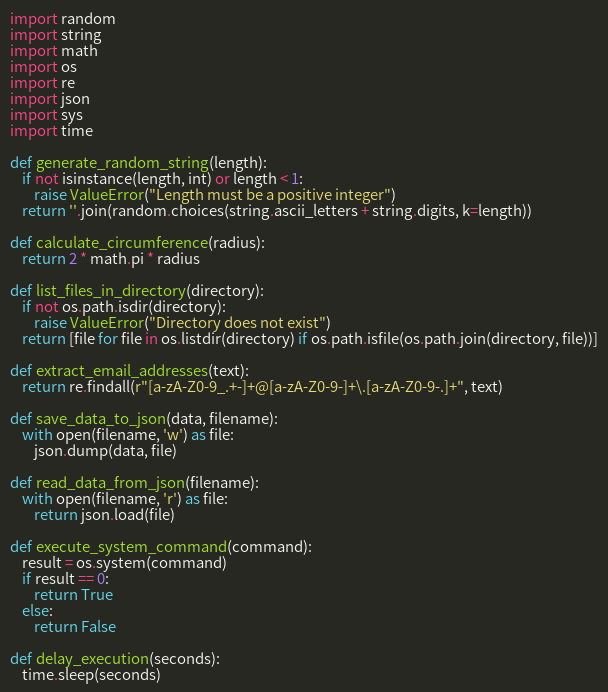 import random
import string
import math
import os
import re
import json
import sys
import time

def generate_random_string(length):
    if not isinstance(length, int) or length < 1:
        raise ValueError("Length must be a positive integer")
    return ''.join(random.choices(string.ascii_letters + string.digits, k=length))

def calculate_circumference(radius):
    return 2 * math.pi * radius

def list_files_in_directory(directory):
    if not os.path.isdir(directory):
        raise ValueError("Directory does not exist")
    return [file for file in os.listdir(directory) if os.path.isfile(os.path.join(directory, file))]

def extract_email_addresses(text):
    return re.findall(r"[a-zA-Z0-9_.+-]+@[a-zA-Z0-9-]+\.[a-zA-Z0-9-.]+", text)

def save_data_to_json(data, filename):
    with open(filename, 'w') as file:
        json.dump(data, file)

def read_data_from_json(filename):
    with open(filename, 'r') as file:
        return json.load(file)

def execute_system_command(command):
    result = os.system(command)
    if result == 0:
        return True
    else:
        return False

def delay_execution(seconds):
    time.sleep(seconds)